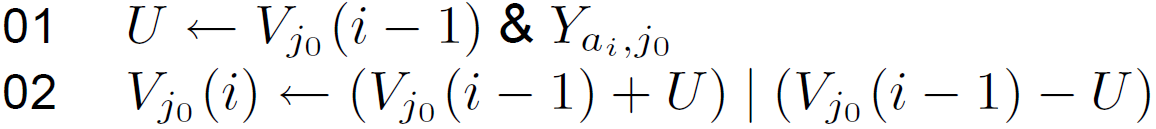 01 U ← V_{j_0}(i − 1) & Y_{a_i,j_0}
02 V_{j_0}(i) ← (V_{j_0}(i − 1) + U) | (V_{j_0}(i − 1) − U)